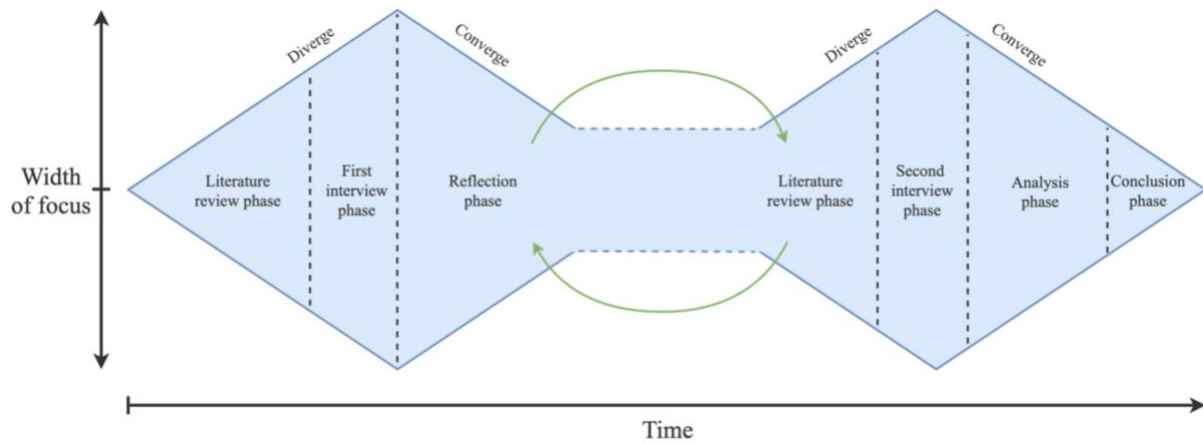 Diverge
Converge
Diverge
Converge
Width
of focus
Literature
review phase
First
interview
phase
Reflection
phase
Literature
review phase
Second
interview
phase
Analysis
phase
Conclusion
phase
Time